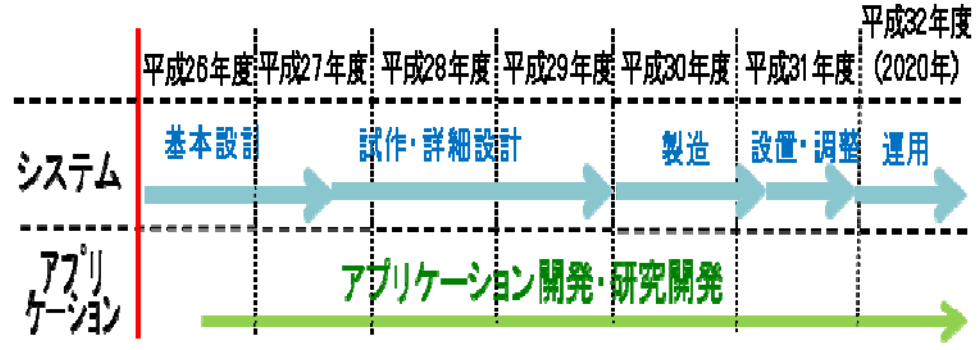 平成26年度 平成27年度 平成28年度 平成29年度 平成30年度 平成31年度 平成32年度
(2020年)
システム
基本設計 試作・詳細設計 製造 設置・調整 運用
アプリ
ケーション
アプリケーション開発・研究開発